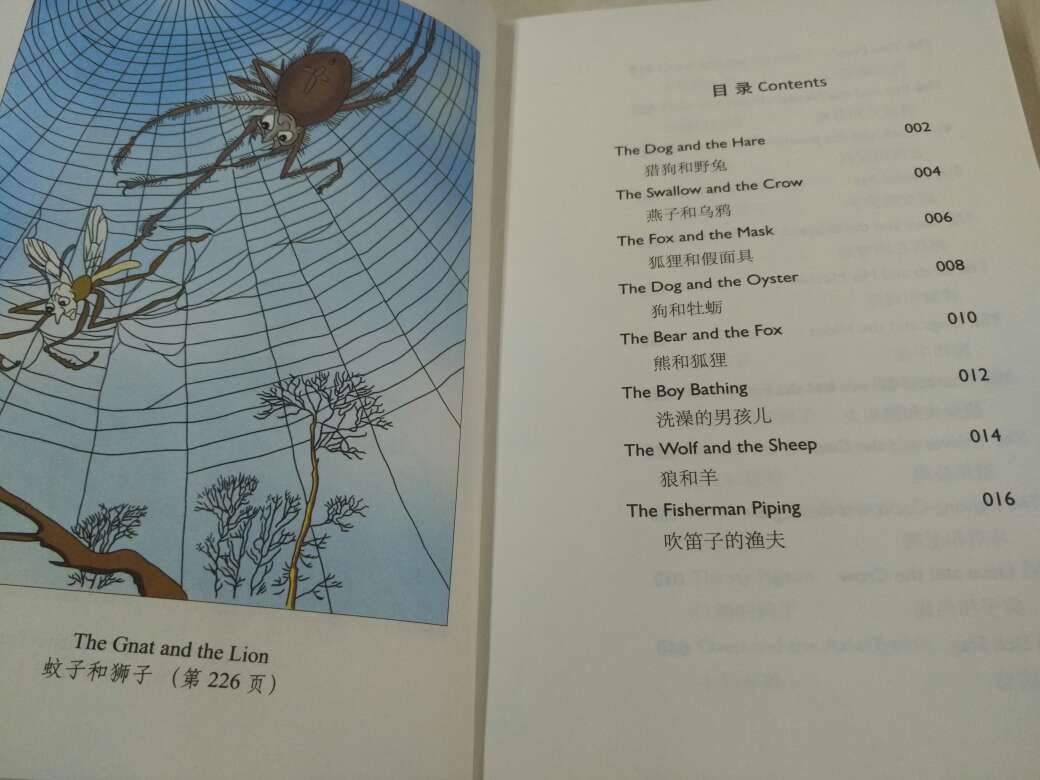 The Gnat and the Lion
蚊子和狮子 （第 226 页）
目 录 Contents
The Dog and the Hare 002
猎狗和野兔
The Swallow and the Crow 004
燕子和乌鸦
The Fox and the Mask 006
狐狸和假面具
The Dog and the Oyster 008
狗和牡蛎
The Bear and the Fox 010
熊和狐狸
The Boy Bathing 012
洗澡的男孩儿
The Wolf and the Sheep 014
狼和羊
The Fisherman Piping 016
吹笛子的渔夫